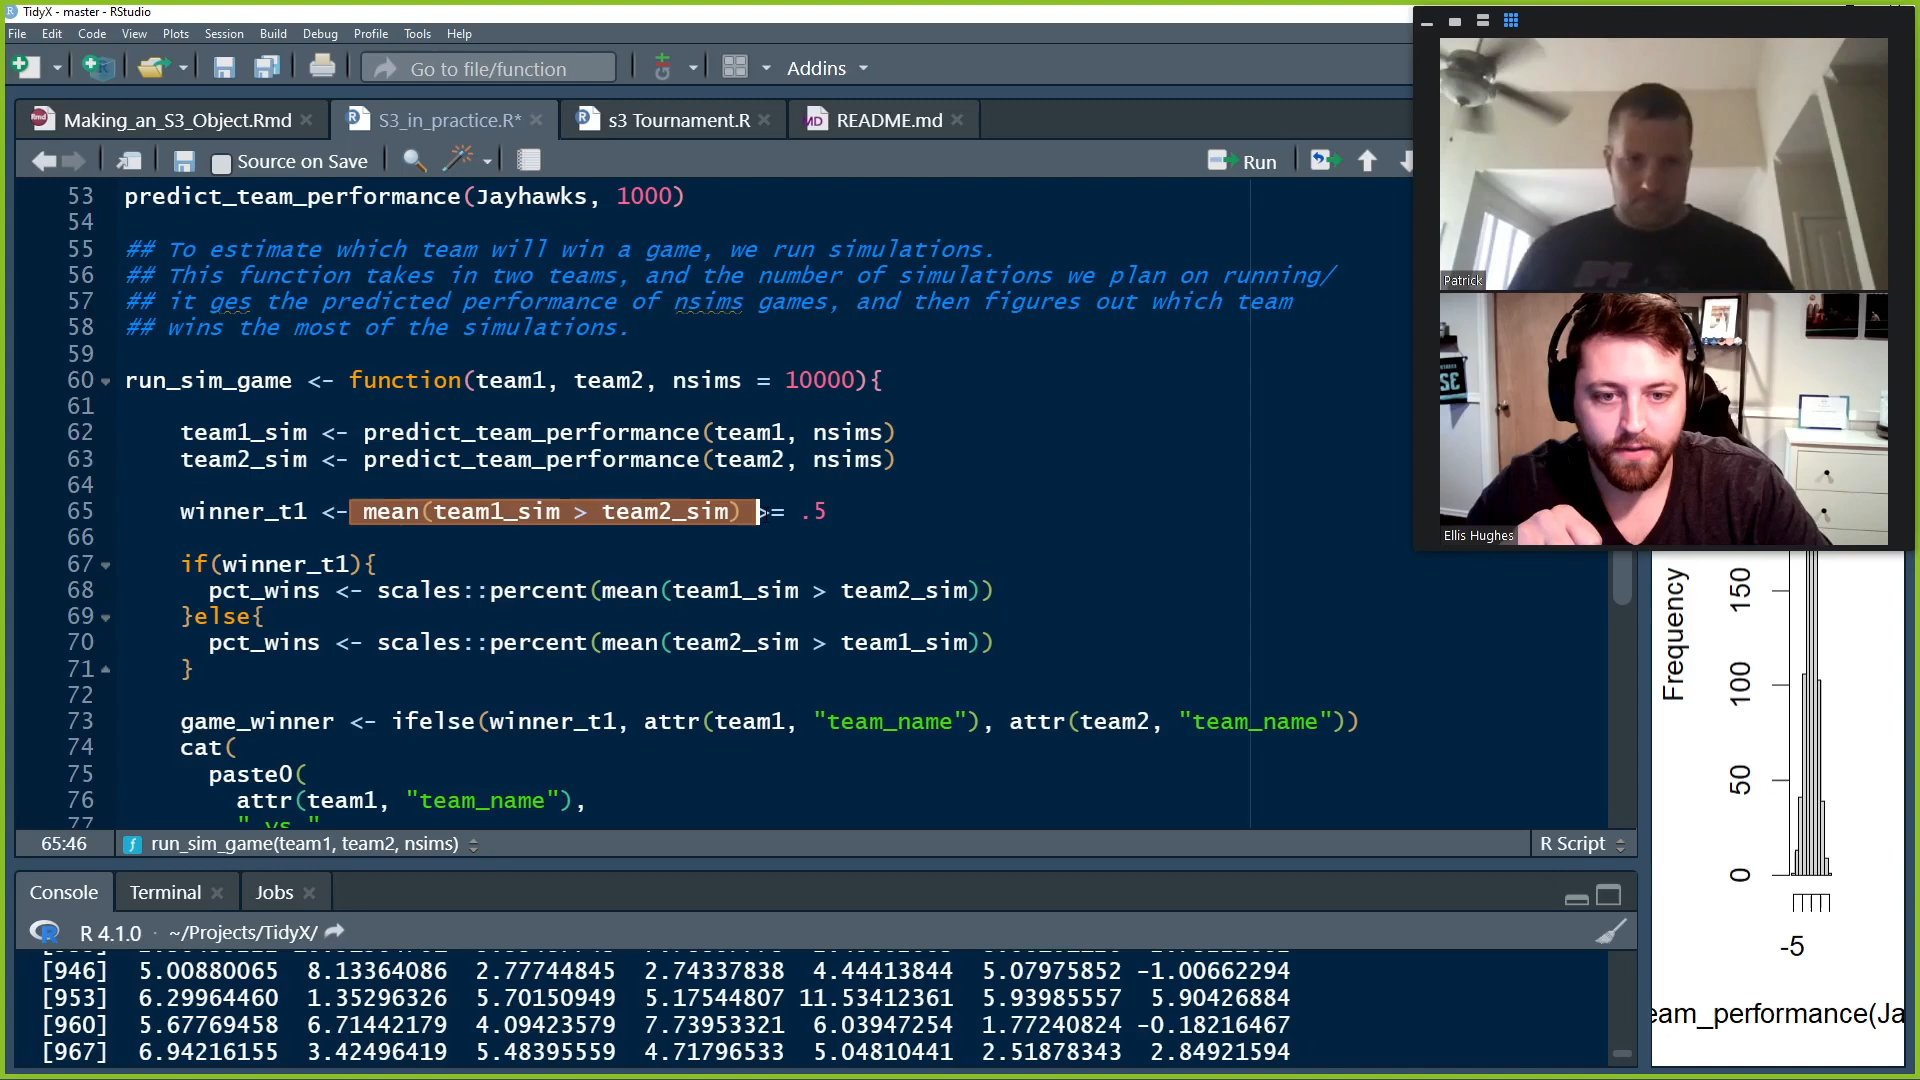 TidyX - master - RStudio
File Edit Code View Plots Session Build Debug Profile Tools Help
Go to file/function
Addins
Making_an_S3_Object.Rmd
S3_in_practice.R*
s3 Tournament.R
README.md
Source on Save
Run
53 predict_team_performance(Jayhawks, 1000)
54
55 ## To estimate which team will win a game, we run simulations.
56 ## This function takes in two teams, and the number of simulations we plan on running/
57 ## it ges the predicted performance of nsims games, and then figures out which team
58 ## wins the most of the simulations.
59
60 run_sim_game <- function(team1, team2, nsims = 10000){
61
62 team1_sim <- predict_team_performance(team1, nsims)
63 team2_sim <- predict_team_performance(team2, nsims)
64
65 winner_t1 <- mean(team1_sim > team2_sim) >= .5
66
67 if(winner_t1){
68 pct_wins <- scales::percent(mean(team1_sim > team2_sim))
69 }else{
70 pct_wins <- scales::percent(mean(team2_sim > team1_sim))
71 }
72
73 game_winner <- ifelse(winner_t1, attr(team1, "team_name"), attr(team2, "team_name"))
74 cat(
75 paste0(
76 attr(team1, "team_name"),
77 " vs "
65:46
run_sim_game(team1, team2, nsims)
R Script
Console Terminal Jobs
R 4.1.0 · ~/Projects/TidyX/
[946] 5.00880065 8.13364086 2.77744845 2.74337838 4.44413844 5.07975852 -1.00662294
[953] 6.29964460 1.35296326 5.70150949 5.17544807 11.53412361 5.93985557 5.90426884
[960] 5.67769458 6.71442179 4.09423579 7.73953321 6.03947254 1.77240824 -0.18216467
[967] 6.94216155 3.42496419 5.48395559 4.71796533 5.04810441 2.51878343 2.84921594
Patrick
Ellis Hughes
Frequency
150
100
50
0
-5
eam_performance(Ja